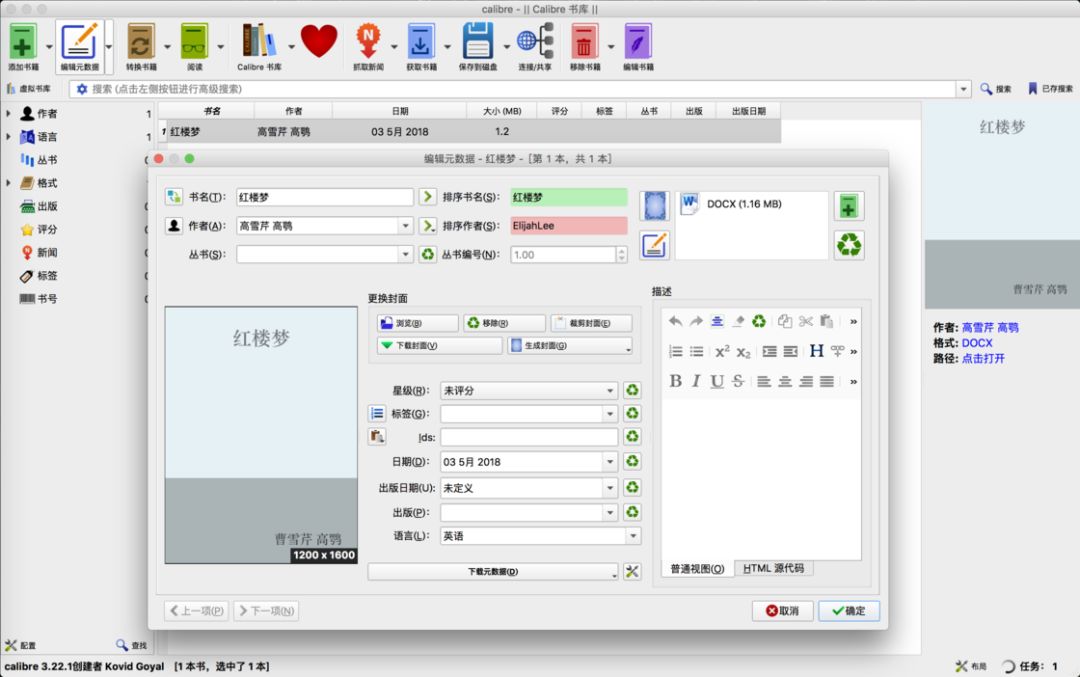 calibre - || Calibre 书库 ||
添加书籍 编辑元数据 转换书籍 阅读 Calibre 书库 抓取新闻 获取书籍 保存到磁盘 连接/共享 移除书籍 编辑书籍
虚拟书库 搜索 (点击左侧按钮进行高级搜索) 搜索 已存搜索
作者 1
语言 1
丛书
格式
出版
评分
新闻
标签
书号
书名 作者 日期 大小 (MB) 评分 标签 丛书 出版 出版日期
1 红楼梦 高雪芹 高鹗 03 5月 2018 1.2
编辑元数据 - 红楼梦 - [第 1 本，共 1 本]
书名(T): 红楼梦 排序书名(S): 红楼梦
作者(A): 高雪芹 高鹗 排序作者(S): ElijahLee
丛书(S): 丛书编号(N): 1.00
DOCX (1.16 MB)
红楼梦
曹雪芹 高鹗
1200 x 1600
更换封面
浏览(B) 移除(R) 裁剪封面(E)
下载封面(V) 生成封面(G)
星级(R): 未评分
标签(G):
Ids:
日期(D): 03 5月 2018
出版日期(U): 未定义
出版(P):
语言(L): 英语
下载元数据(D)
描述
普通视图(O) HTML 源代码
上一项(P) 下一项(N) 取消 确定
红楼梦
曹雪芹 高鹗
作者: 高雪芹 高鹗
格式: DOCX
路径: 点击打开
配置 查找
calibre 3.22.1创建者 Kovid Goyal [1 本书，选中了 1 本] 布局 任务: 1